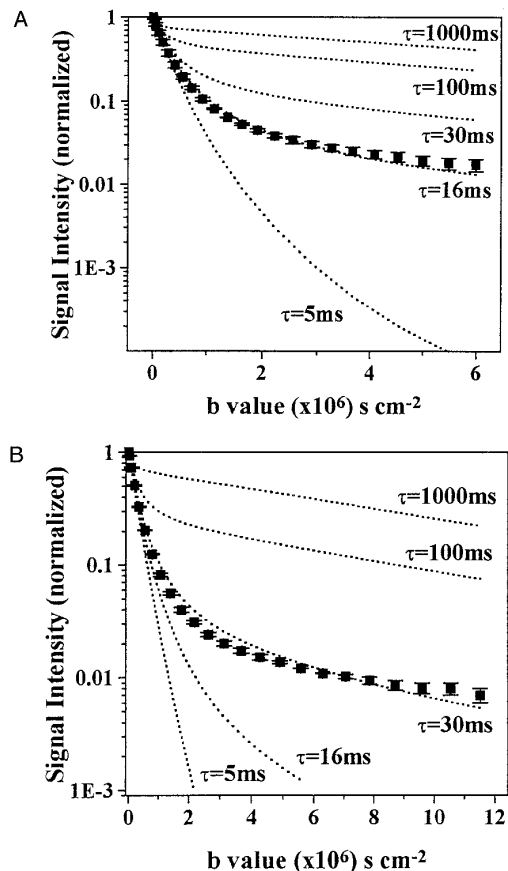 A
Signal Intensity (normalized)
1
0.1
0.01
1E-3
τ=1000ms
τ=100ms
τ=30ms
τ=16ms
τ=5ms
0 2 4 6
b value (x10⁶) s cm⁻²
B
Signal Intensity (normalized)
1
0.1
0.01
1E-3
τ=1000ms
τ=100ms
τ=30ms
τ=16ms
τ=5ms
0 2 4 6 8 10 12
b value (x10⁶) s cm⁻²